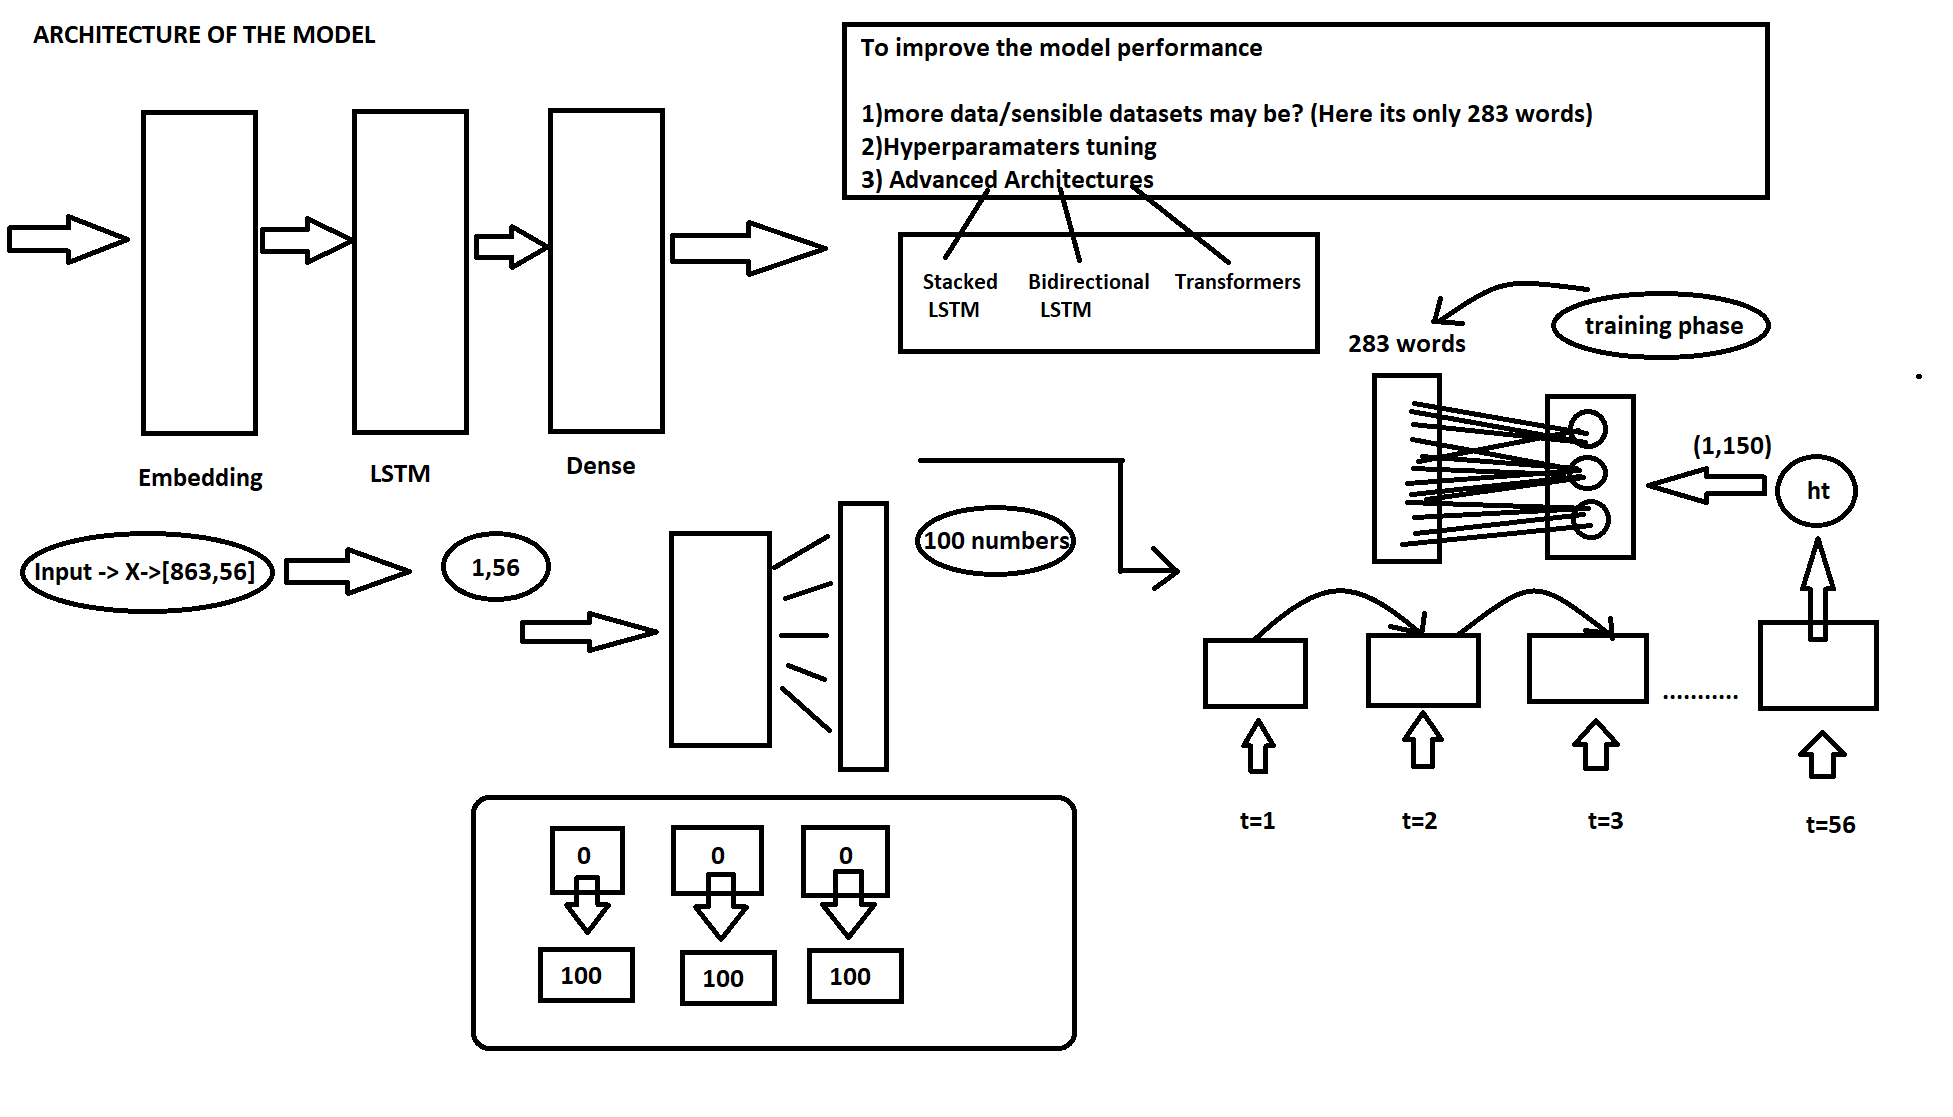 ARCHITECTURE OF THE MODEL
To improve the model performance
1)more data/sensible datasets may be? (Here its only 283 words)
2)Hyperparamaters tuning
3) Advanced Architectures
Stacked
LSTM
Bidirectional
LSTM
Transformers
training phase
283 words
Embedding
LSTM
Dense
(1,150)
ht
Input -> X->[863,56]
1,56
100 numbers
...........
t=1
t=2
t=3
t=56
0
0
0
100
100
100